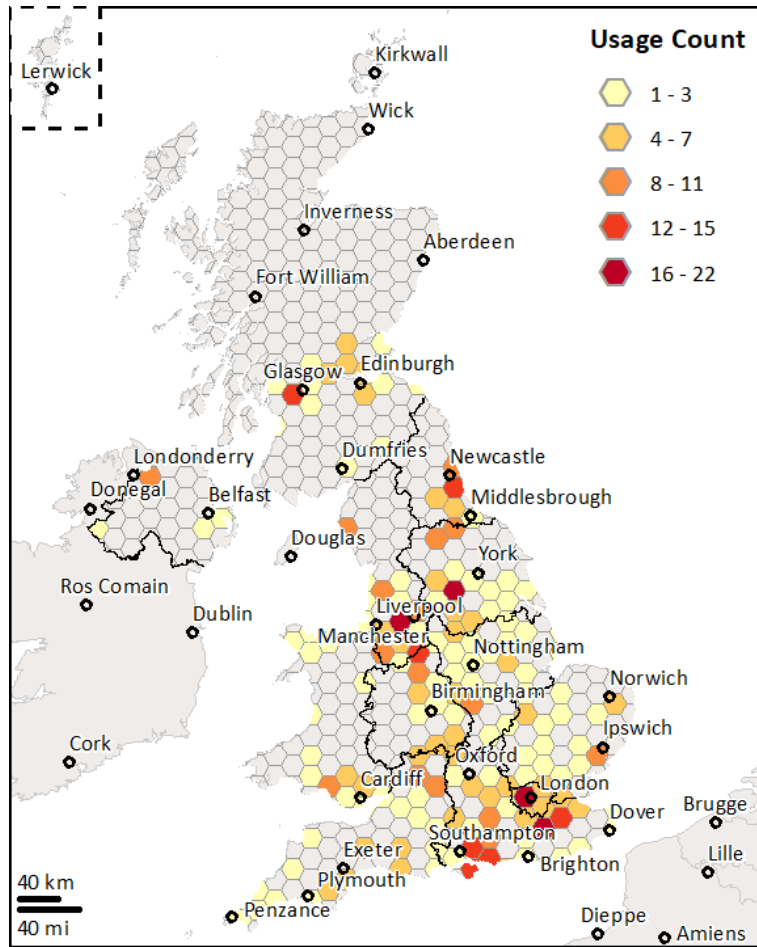 Usage Count
1 - 3
4 - 7
8 - 11
12 - 15
16 - 22
Lerwick
Kirkwall
Wick
Inverness
Aberdeen
Fort William
Glasgow
Edinburgh
Dumfries
Londonderry
Newcastle
Donegal
Belfast
Middlesbrough
Douglas
York
Ros Comain
Liverpool
Dublin
Manchester
Nottingham
Birmingham
Norwich
Ipswich
Cork
Oxford
Cardiff
London
Dover
Brugge
Southampton
Exeter
Brighton
Lille
Plymouth
Penzance
Dieppe
Amiens
40 km
40 mi